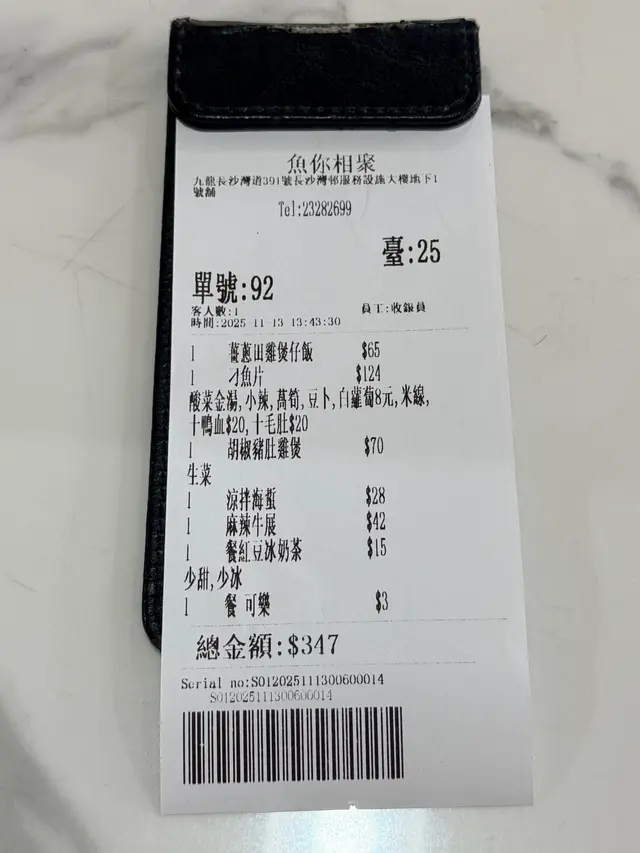 魚你相聚
九龍長沙灣道391號長沙灣邨服務設施大樓地下1
號舖
Tel:23282699
臺:25
單號:92
客人數:1 員工:收銀員
時間:2025-11-13 13:43:30
1 薑蔥田雞煲仔飯 $65
1 刁魚片 $124
酸菜金湯,小辣,萵筍,豆卜,白蘿蔔8元,米線,
十鴨血$20,十毛肚$20
1 胡椒豬肚雞煲 $70
生菜
1 涼拌海蜇 $28
1 麻辣牛展 $42
1 餐紅豆冰奶茶 $15
少甜,少冰
1 餐 可樂 $3
總金額:$347
Serial no:S012025111300600014
S012025111300600014